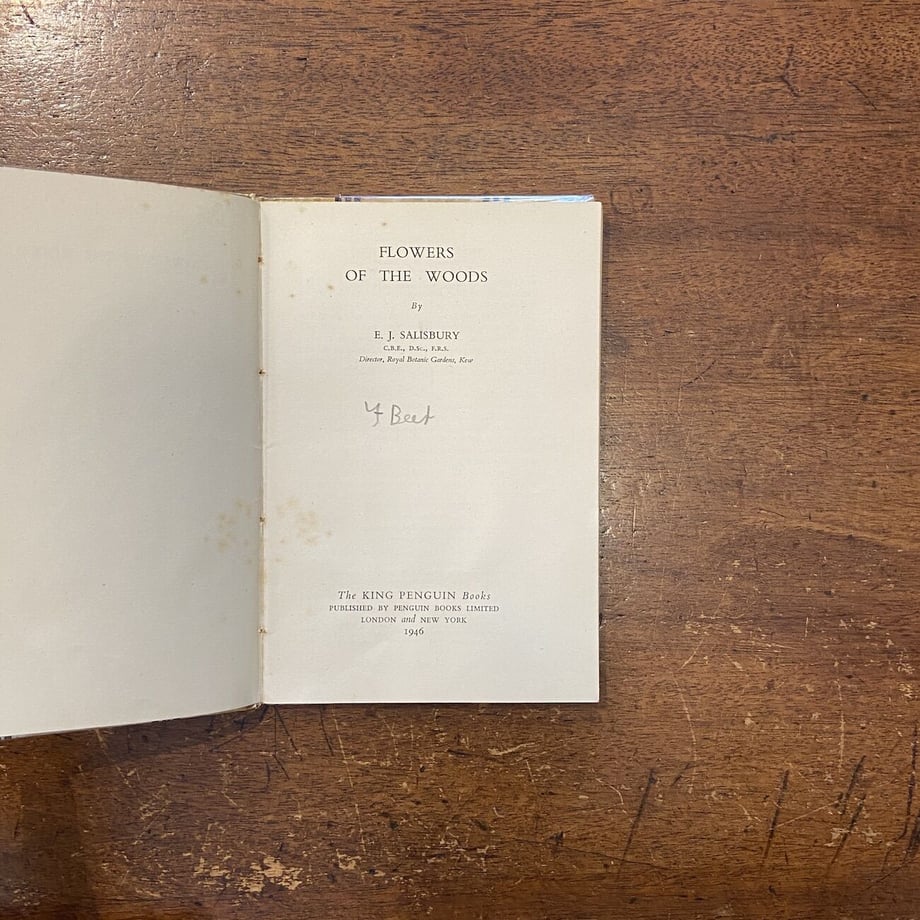 FLOWERS
OF THE WOODS
By
E. J. SALISBURY
C.B.E., D.Sc., F.R.S.
Director, Royal Botanic Gardens, Kew
Beet
The KING PENGUIN Books
PUBLISHED BY PENGUIN BOOKS LIMITED
LONDON and NEW YORK
1946